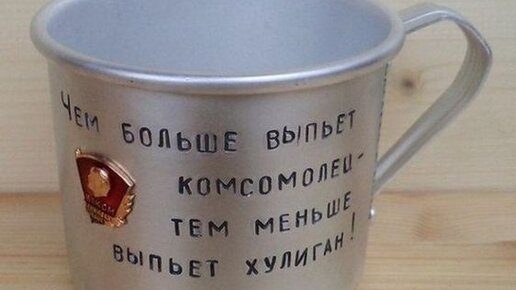 Чем больше выпьет
комсомолец-
тем меньше
выпьет хулиган!